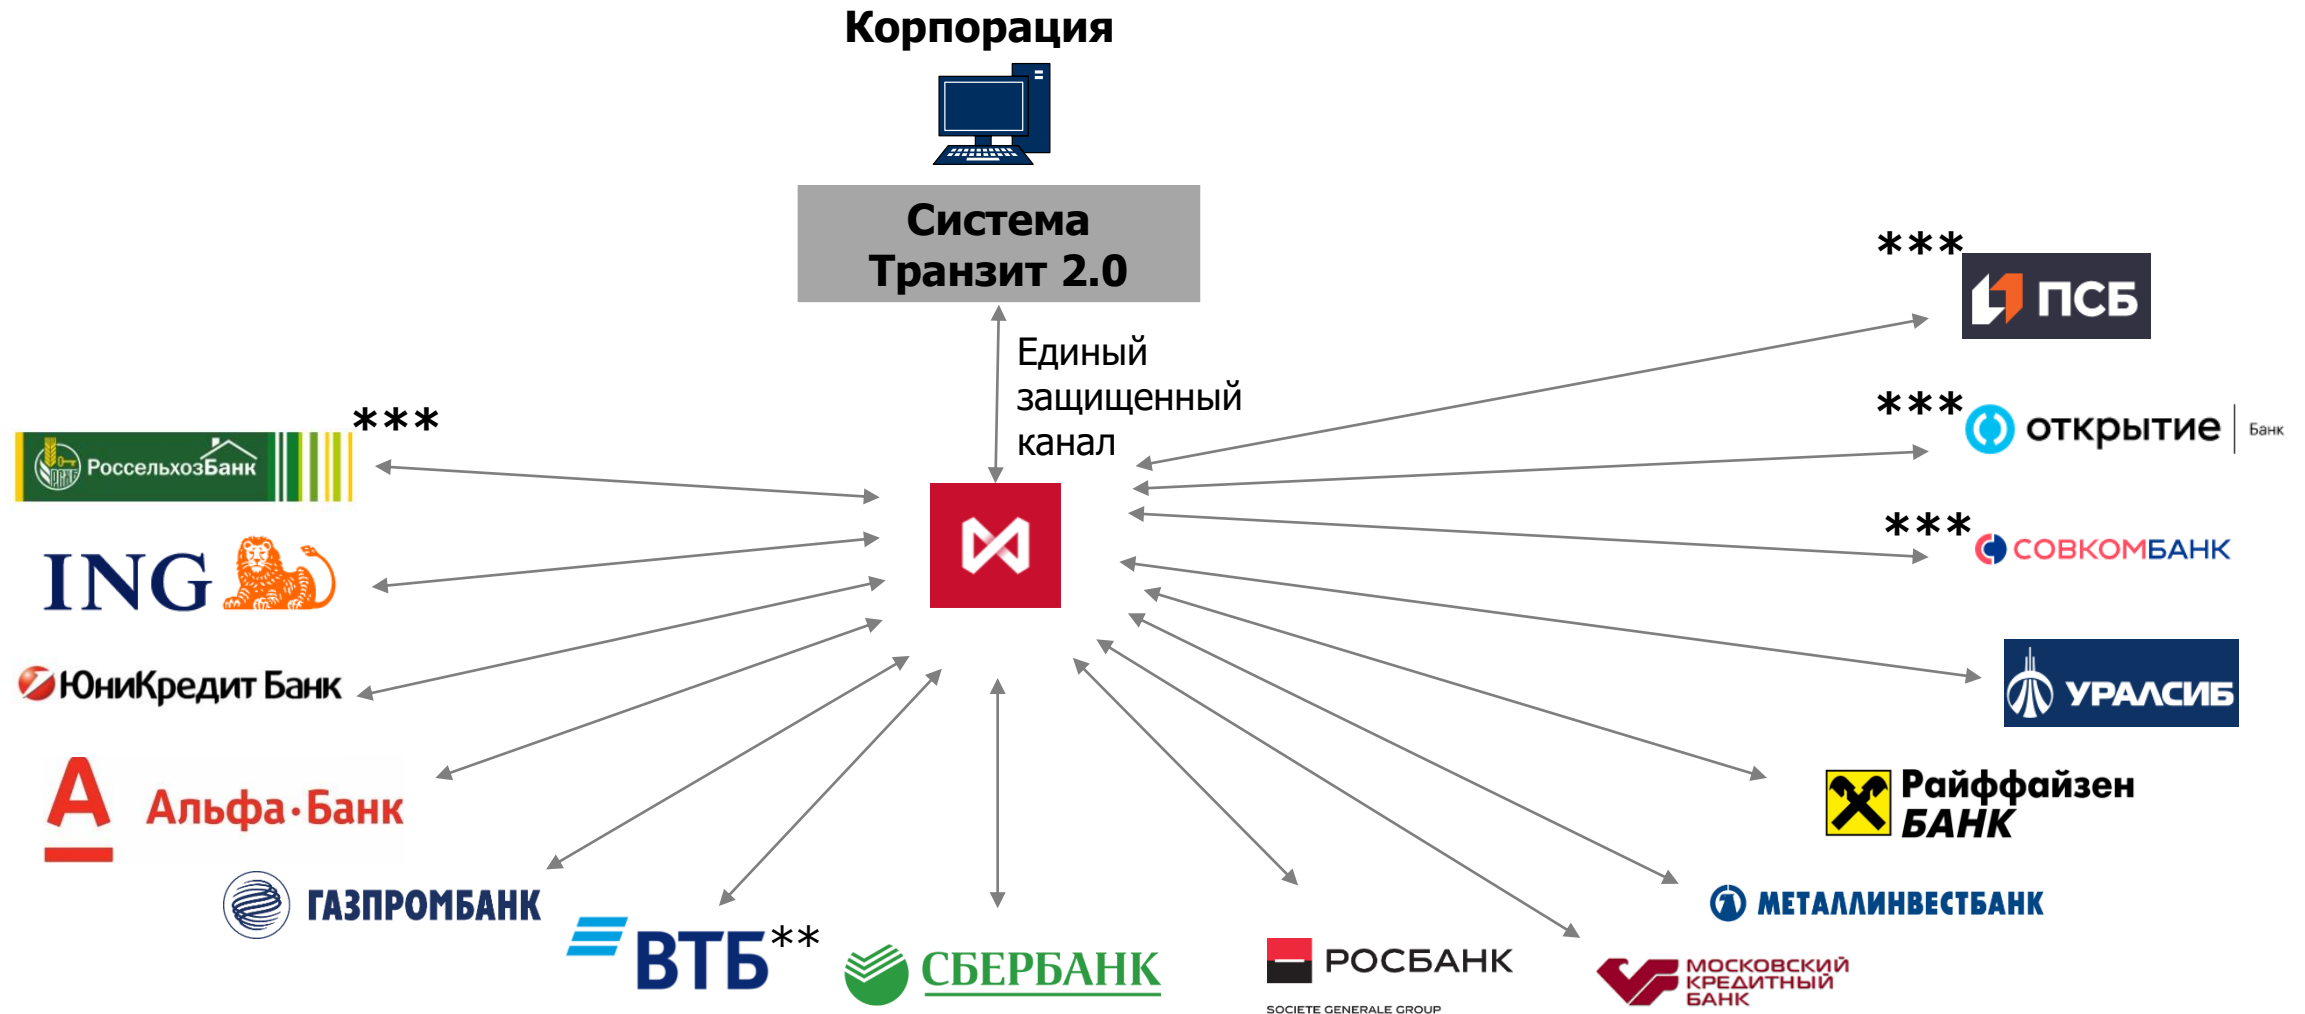 Корпорация
Система
Транзит 2.0
Единый
защищенный
канал
***
ПСБ
***
открытие Банк
***
СОВКОМБАНК
УРАЛСИБ
Райффайзен
БАНК
МЕТАЛЛИНВЕСТБАНК
МОСКОВСКИЙ
КРЕДИТНЫЙ
БАНК
РОСБАНК
SOCIETE GENERALE GROUP
СБЕРБАНК
ВТБ**
ГАЗПРОМБАНК
А
Альфа·Банк
ЮниКредит Банк
ING
РоссельхозБанк
***